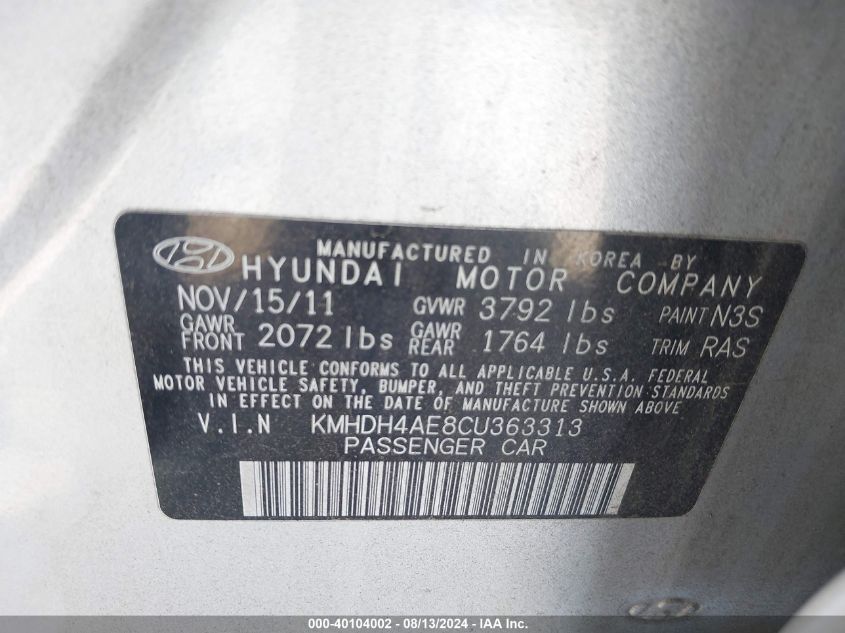 MANUFACTURED IN KOREA BY
HYUNDAI MOTOR COMPANY
NOV/15/11 GVWR 3792 lbs PAINT N3S
GAWR FRONT 2072 lbs GAWR REAR 1764 lbs TRIM RAS
THIS VEHICLE CONFORMS TO ALL APPLICABLE U.S.A. FEDERAL
MOTOR VEHICLE SAFETY, BUMPER, AND THEFT PREVENTION STANDARDS
IN EFFECT ON THE DATE OF MANUFACTURE SHOWN ABOVE
V.I.N KMHDH4AE8CU363313
PASSENGER CAR
000-40104002 - 08/13/2024 - IAA Inc.